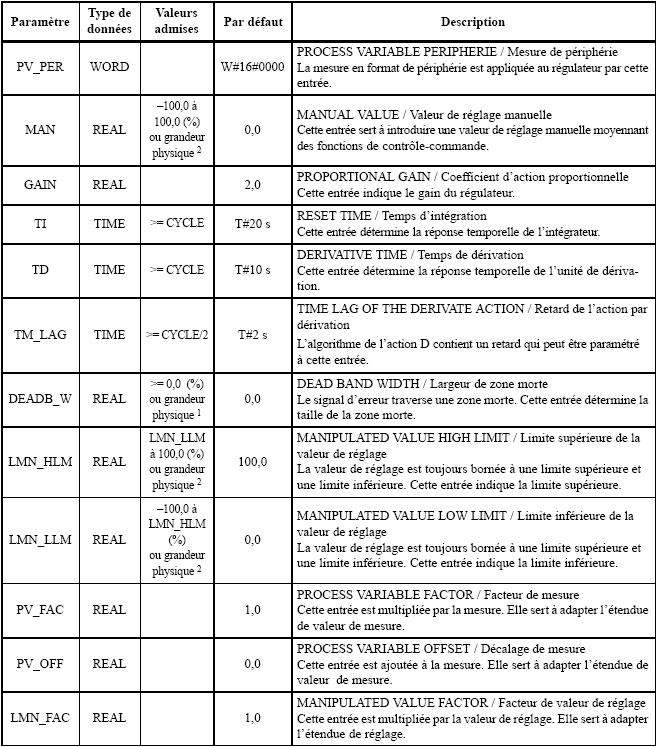 Paramètre
Type de
données
Valeurs
admises
Par défaut
Description
PV_PER
WORD
W#16#0000
PROCESS VARIABLE PERIPHERIE / Mesure de périphérie
La mesure en format de périphérie est appliquée au régulateur par cette
entrée.
MAN
REAL
–100,0 à
100,0 (%)
ou grandeur
physique 2
0,0
MANUAL VALUE / Valeur de réglage manuelle
Cette entrée sert à introduire une valeur de réglage manuelle moyennant
des fonctions de contrôle-commande.
GAIN
REAL
2,0
PROPORTIONAL GAIN / Coefficient d’action proportionnelle
Cette entrée indique le gain du régulateur.
TI
TIME
>= CYCLE
T#20 s
RESET TIME / Temps d’intégration
Cette entrée détermine la réponse temporelle de l’intégrateur.
TD
TIME
>= CYCLE
T#10 s
DERIVATIVE TIME / Temps de dérivation
Cette entrée détermine la réponse temporelle de l’unité de dériva-
tion.
TM_LAG
TIME
>= CYCLE/2
T#2 s
TIME LAG OF THE DERIVATE ACTION / Retard de l’action par
dérivation
L’algorithme de l’action D contient un retard qui peut être paramétré
à cette entrée.
DEADB_W
REAL
>= 0,0 (%)
ou grandeur
physique 1
0,0
DEAD BAND WIDTH / Largeur de zone morte
Le signal d’erreur traverse une zone morte. Cette entrée détermine la
taille de la zone morte.
LMN_HLM
REAL
LMN_LLM
à 100,0 (%)
ou grandeur
physique 2
100,0
MANIPULATED VALUE HIGH LIMIT / Limite supérieure de la
valeur de réglage
La valeur de réglage est toujours bornée à une limite supérieure et
une limite inférieure. Cette entrée indique la limite supérieure.
LMN_LLM
REAL
–100,0 à
LMN_HLM
(%)
ou grandeur
physique 2
0,0
MANIPULATED VALUE LOW LIMIT / Limite inférieure de la
valeur de réglage
La valeur de réglage est toujours bornée à une limite supérieure et
une limite inférieure. Cette entrée indique la limite inférieure.
PV_FAC
REAL
1,0
PROCESS VARIABLE FACTOR / Facteur de mesure
Cette entrée est multipliée par la mesure. Elle sert à adapter l’étendue
de valeur de mesure.
PV_OFF
REAL
0,0
PROCESS VARIABLE OFFSET / Décalage de mesure
Cette entrée est ajoutée à la mesure. Elle sert à adapter l’étendue de
valeur de mesure.
LMN_FAC
REAL
1,0
MANIPULATED VALUE FACTOR / Facteur de valeur de réglage
Cette entrée est multipliée par la valeur de réglage. Elle sert à adapter
l’étendue de réglage.